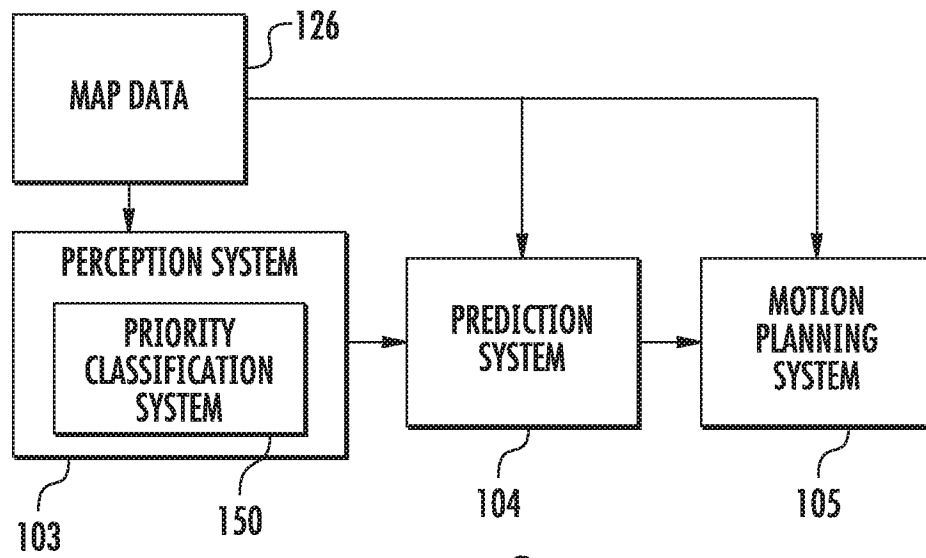 126
MAP DATA
PERCEPTION SYSTEM
PRIORITY
CLASSIFICATION
SYSTEM
PREDICTION
SYSTEM
MOTION
PLANNING
SYSTEM
103
150
104
105